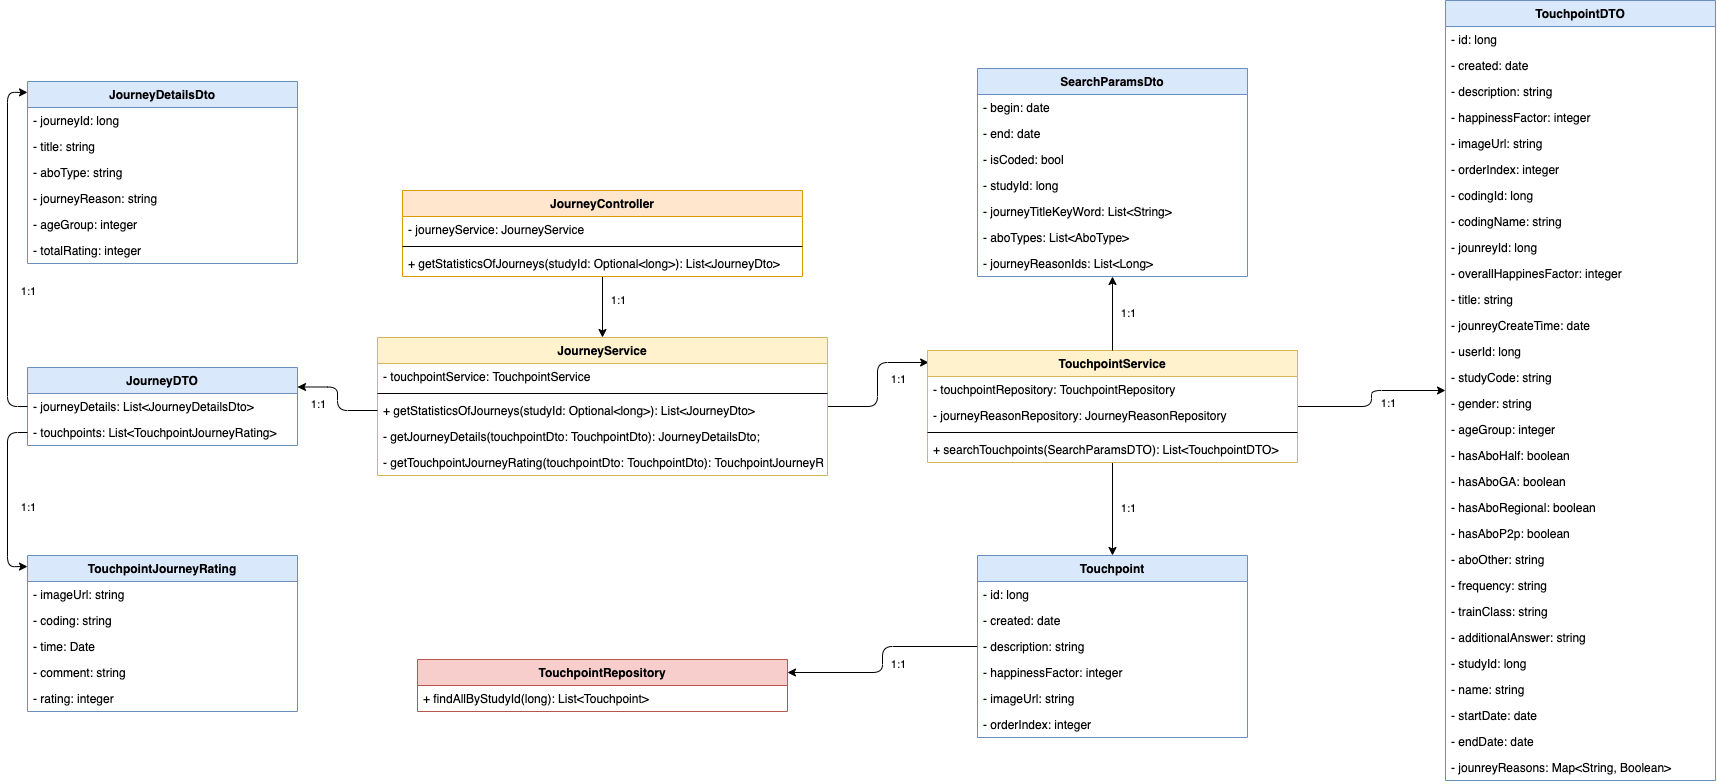 JourneyDetailsDto
- journeyId: long
- title: string
- aboType: string
- journeyReason: string
- ageGroup: integer
- totalRating: integer
1:1
JourneyDTO
- journeyDetails: List<JourneyDetailsDto>
- touchpoints: List<TouchpointJourneyRating>
1:1
TouchpointJourneyRating
- imageUrl: string
- coding: string
- time: Date
- comment: string
- rating: integer
JourneyController
- journeyService: JourneyService
+ getStatisticsOfJourneys(studyId: Optional<long>): List<JourneyDto>
1:1
JourneyService
- touchpointService: TouchpointService
+ getStatisticsOfJourneys(studyId: Optional<long>): List<JourneyDto>
- getJourneyDetails(touchpointDto: TouchpointDto): JourneyDetailsDto;
- getTouchpointJourneyRating(touchpointDto: TouchpointDto): TouchpointJourneyR
1:1
1:1
TouchpointRepository
+ findAllByStudyId(long): List<Touchpoint>
1:1
SearchParamsDto
- begin: date
- end: date
- isCoded: bool
- studyId: long
- journeyTitleKeyWord: List<String>
- aboTypes: List<AboType>
- journeyReasonIds: List<Long>
1:1
TouchpointService
- touchpointRepository: TouchpointRepository
- journeyReasonRepository: JourneyReasonRepository
+ searchTouchpoints(SearchParamsDTO): List<TouchpointDTO>
1:1
1:1
Touchpoint
- id: long
- created: date
- description: string
- happinessFactor: integer
- imageUrl: string
- orderIndex: integer
TouchpointDTO
- id: long
- created: date
- description: string
- happinessFactor: integer
- imageUrl: string
- orderIndex: integer
- codingId: long
- codingName: string
- jounreyId: long
- overallHappinesFactor: integer
- title: string
- jounreyCreateTime: date
- userId: long
- studyCode: string
- gender: string
- ageGroup: integer
- hasAboHalf: boolean
- hasAboGA: boolean
- hasAboRegional: boolean
- hasAboP2p: boolean
- aboOther: string
- frequency: string
- trainClass: string
- additionalAnswer: string
- studyId: long
- name: string
- startDate: date
- endDate: date
- jounreyReasons: Map<String, Boolean>